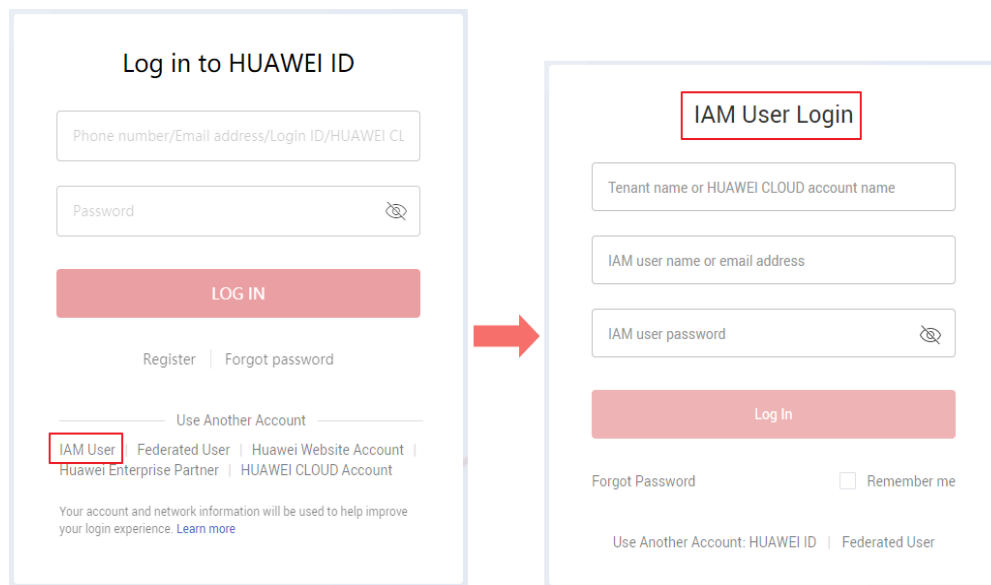 Log in to HUAWEI ID
Phone number/Email address/Login ID/HUAWEI CL
Password
LOG IN
Register | Forgot password
Use Another Account
IAM User | Federated User | Huawei Website Account |
Huawei Enterprise Partner | HUAWEI CLOUD Account
Your account and network information will be used to help improve
your login experience. Learn more
IAM User Login
Tenant name or HUAWEI CLOUD account name
IAM user name or email address
IAM user password
Log In
Forgot Password
Remember me
Use Another Account: HUAWEI ID | Federated User